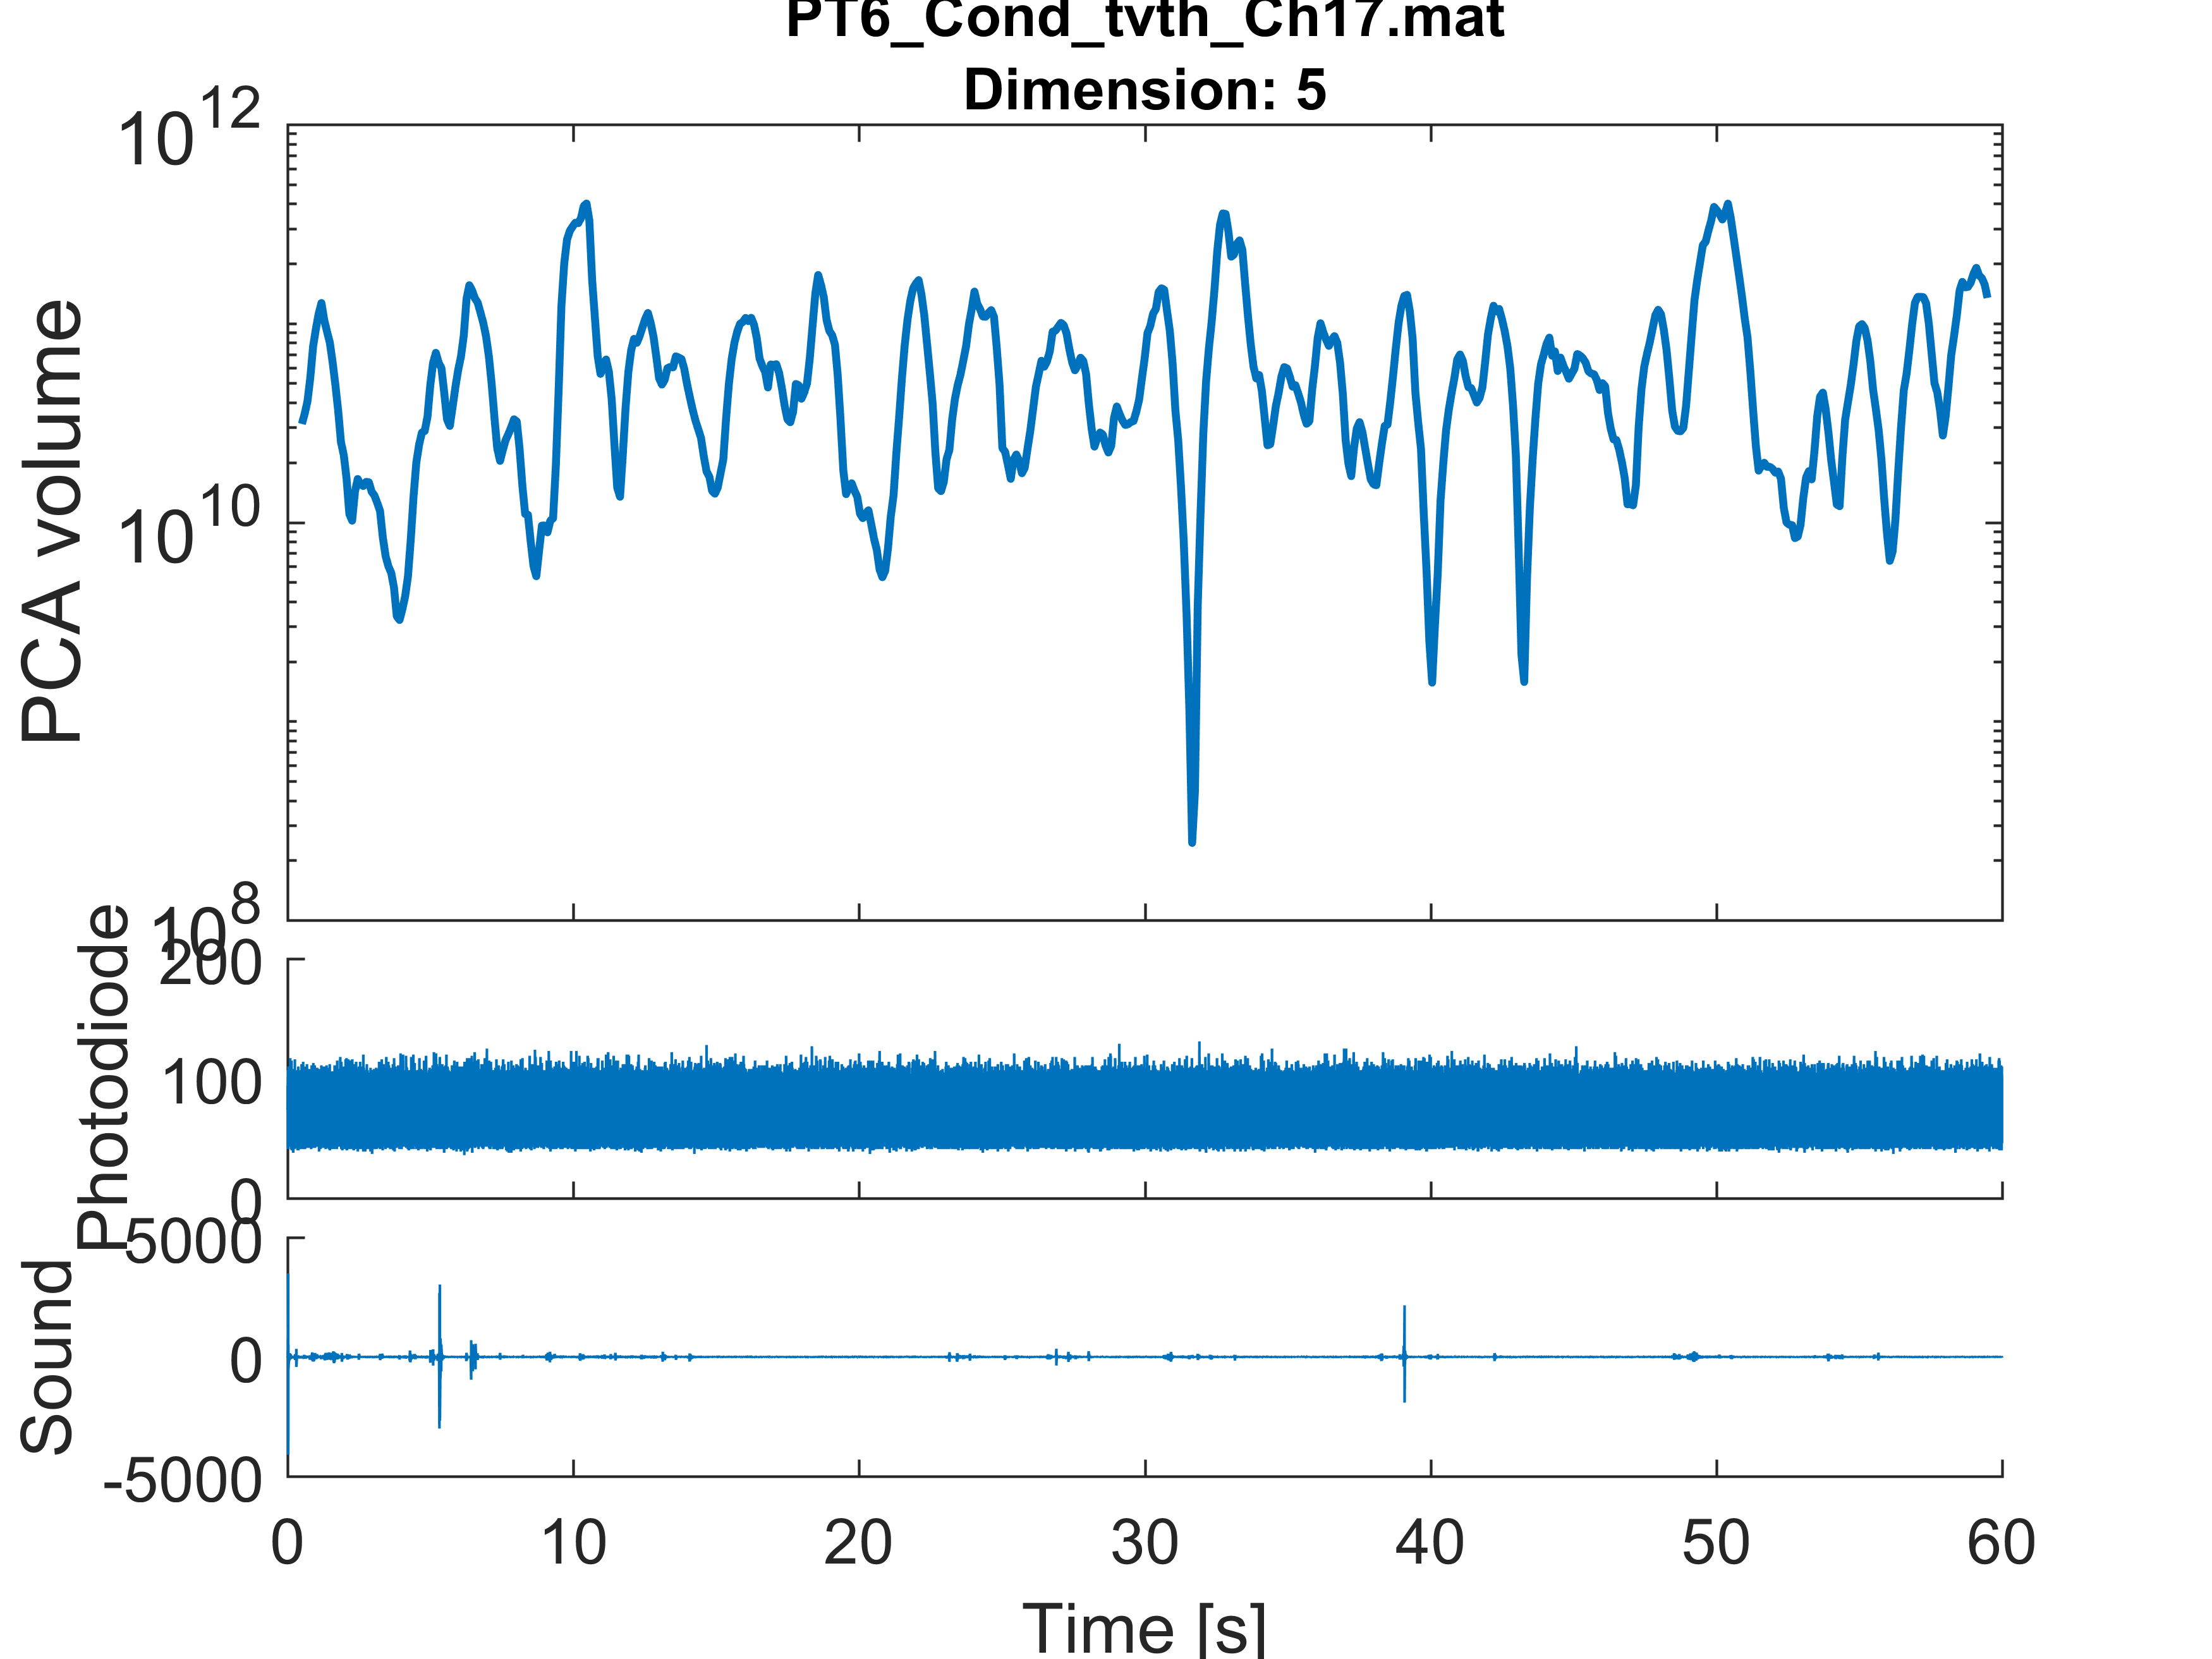 PT6_Cond_tvth_Ch17.mat
Dimension: 5
PCA volume
10^12
10^10
10^8
Photodiode
200
100
0
Sound
5000
0
-5000
0 10 20 30 40 50 60
Time [s]